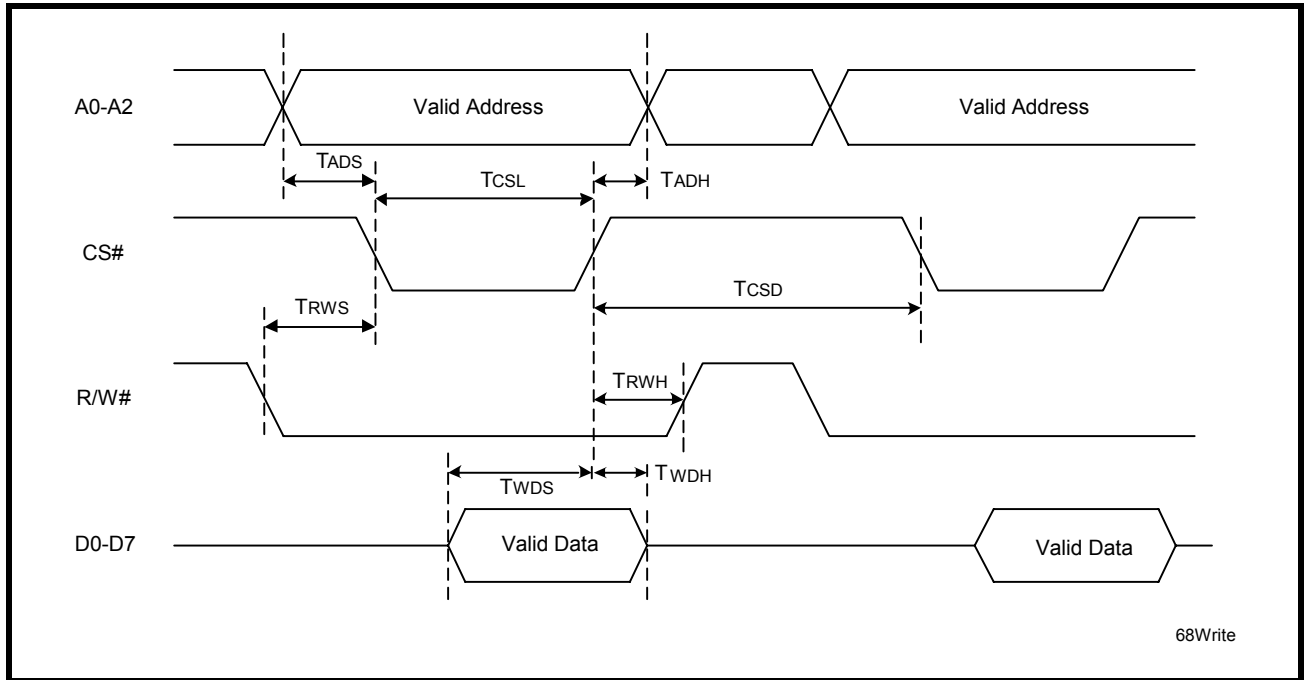 A0-A2
Valid Address
Valid Address
TADS
TCSL
TADH
CS#
TCSD
TRWS
R/W#
TRWH
TWDS
TWDH
D0-D7
Valid Data
Valid Data
68Write